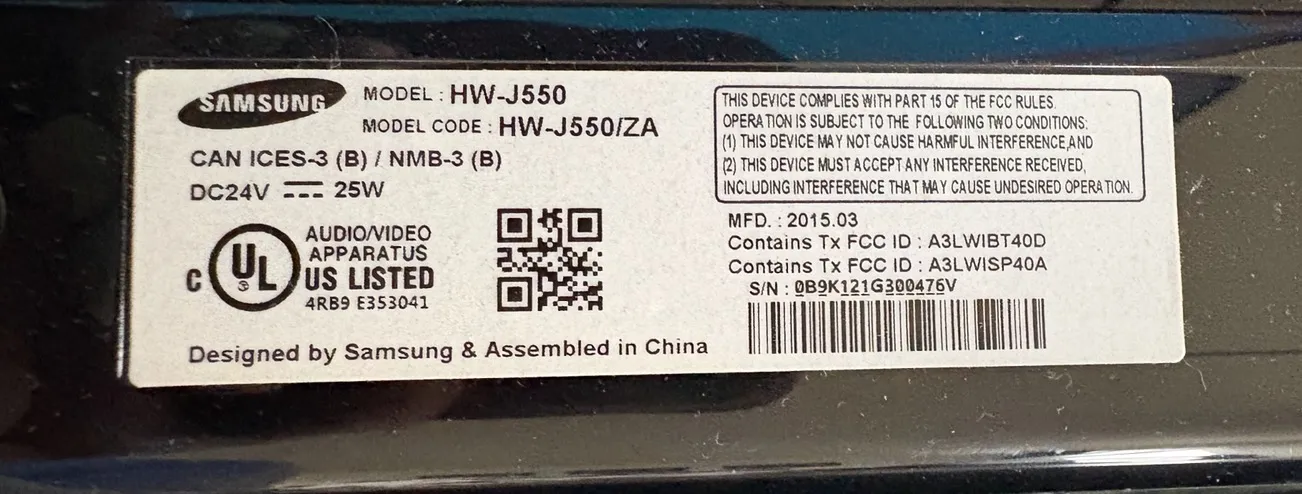 SAMSUNG
MODEL : HW-J550
MODEL CODE : HW-J550/ZA
CAN ICES-3 (B) / NMB-3 (B)
DC24V 25W
C UL ®
AUDIO/VIDEO
APPARATUS
US LISTED
4RB9 E353041
Designed by Samsung & Assembled in China
THIS DEVICE COMPLIES WITH PART 15 OF THE FCC RULES.
OPERATION IS SUBJECT TO THE FOLLOWING TWO CONDITIONS:
(1) THIS DEVICE MAY NOT CAUSE HARMFUL INTERFERENCE,AND
(2) THIS DEVICE MUST ACCEPT ANY INTERFERENCE RECEIVED,
INCLUDING INTERFERENCE THAT MAY CAUSE UNDESIRED OPERATION.
MFD. : 2015.03
Contains Tx FCC ID : A3LWIBT40D
Contains Tx FCC ID : A3LWISP40A
S/N : 0B9K121G300476V